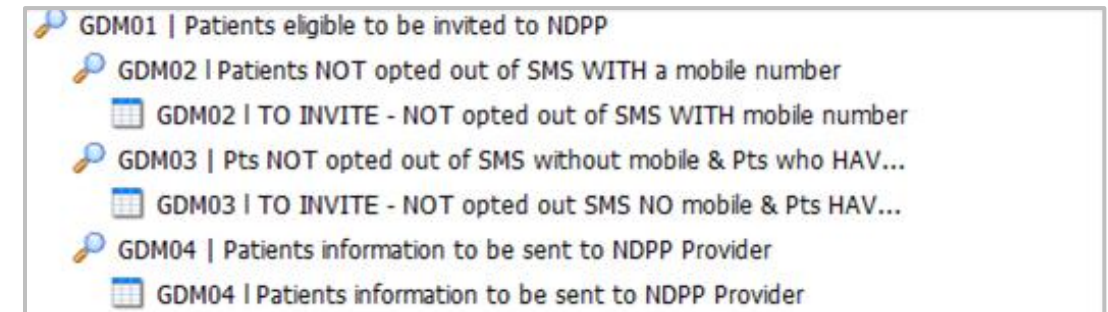 GDM01 | Patients eligible to be invited to NDPP
GDM02 l Patients NOT opted out of SMS WITH a mobile number
GDM02 l TO INVITE - NOT opted out of SMS WITH mobile number
GDM03 | Pts NOT opted out of SMS without mobile & Pts who HAV...
GDM03 l TO INVITE - NOT opted out SMS NO mobile & Pts HAV...
GDM04 | Patients information to be sent to NDPP Provider
GDM04 l Patients information to be sent to NDPP Provider